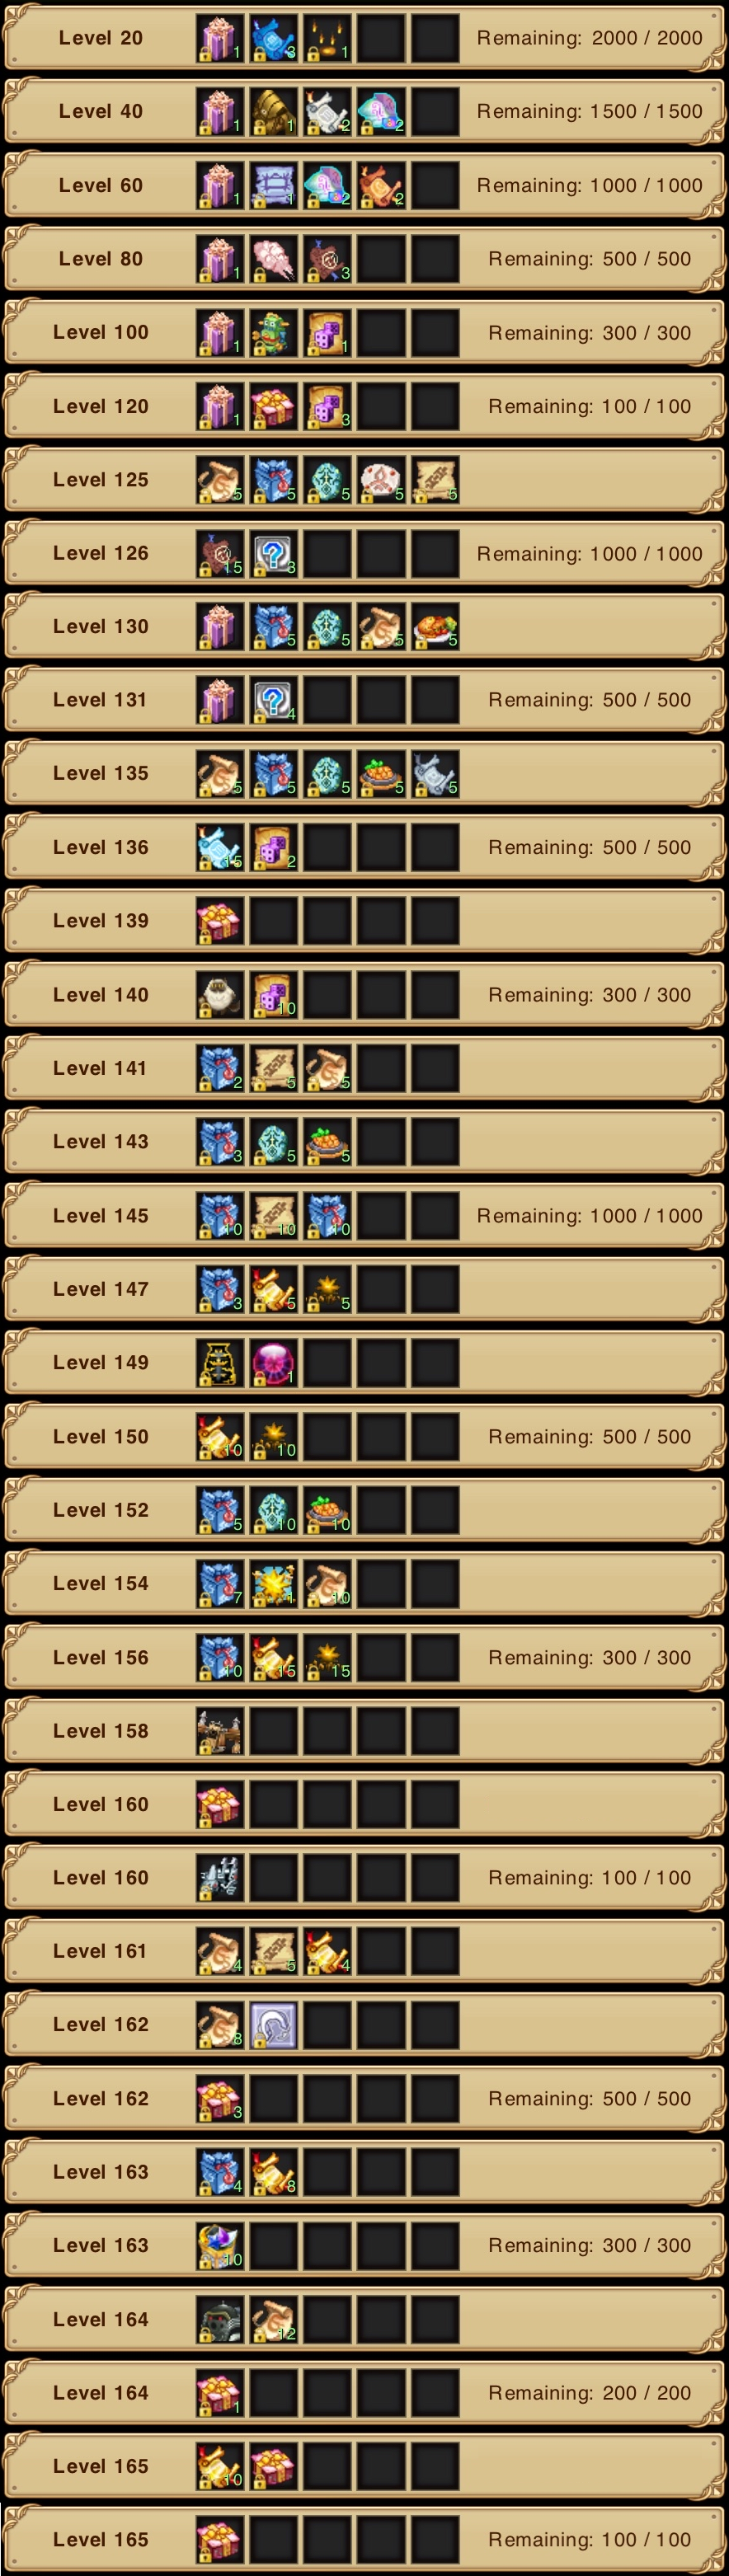 Level 20 1 3 1 Remaining: 2000 / 2000
Level 40 1 1 2 2 Remaining: 1500 / 1500
Level 60 1 1 2 2 Remaining: 1000 / 1000
Level 80 1 3 Remaining: 500 / 500
Level 100 1 1 Remaining: 300 / 300
Level 120 1 3 Remaining: 100 / 100
Level 125 5 5 5 5 5
Level 126 15 ? 3 Remaining: 1000 / 1000
Level 130 5 5 5 5
Level 131 ? 4 Remaining: 500 / 500
Level 135 5 5 5 5 5
Level 136 15 2 Remaining: 500 / 500
Level 139
Level 140 10 Remaining: 300 / 300
Level 141 2 5 5
Level 143 3 5 5
Level 145 10 10 10 Remaining: 1000 / 1000
Level 147 3 5 5
Level 149 1
Level 150 10 10 Remaining: 500 / 500
Level 152 5 10 10
Level 154 7 1 10
Level 156 10 15 15 Remaining: 300 / 300
Level 158
Level 160
Level 160 Remaining: 100 / 100
Level 161 4 5 4
Level 162 8
Level 162 3 Remaining: 500 / 500
Level 163 4 8
Level 163 10 Remaining: 300 / 300
Level 164 12
Level 164 1 Remaining: 200 / 200
Level 165 10
Level 165 Remaining: 100 / 100